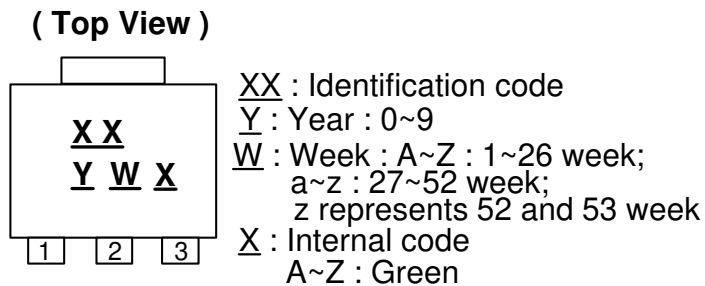 ( Top View )
X X
Y W X
1 2 3
XX : Identification code
Y : Year : 0~9
W : Week : A~Z : 1~26 week;
a~z : 27~52 week;
z represents 52 and 53 week
X : Internal code
A~Z : Green